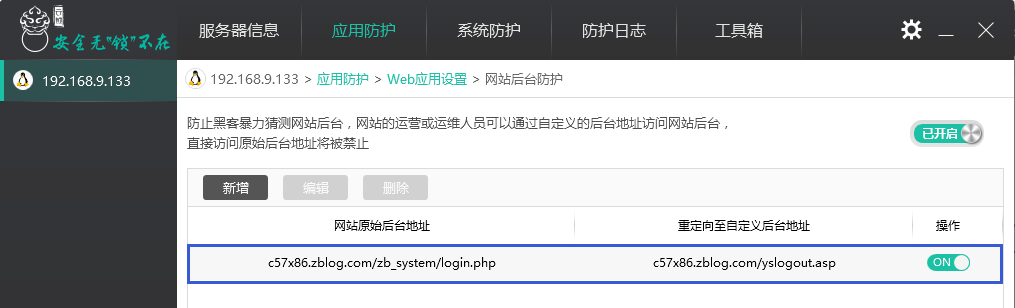 服务器信息
应用防护
系统防护
防护日志
工具箱
安全无"锁"不在
192.168.9.133
192.168.9.133 > 应用防护 > Web应用设置 > 网站后台防护
防止黑客暴力猜测网站后台，网站的运营或运维人员可以通过自定义的后台地址访问网站后台，
直接访问原始后台地址将被禁止
已开启
新增
编辑
删除
网站原始后台地址
重定向至自定义后台地址
操作
c57x86.zblog.com/zb_system/login.php
c57x86.zblog.com/yslogout.asp
ON